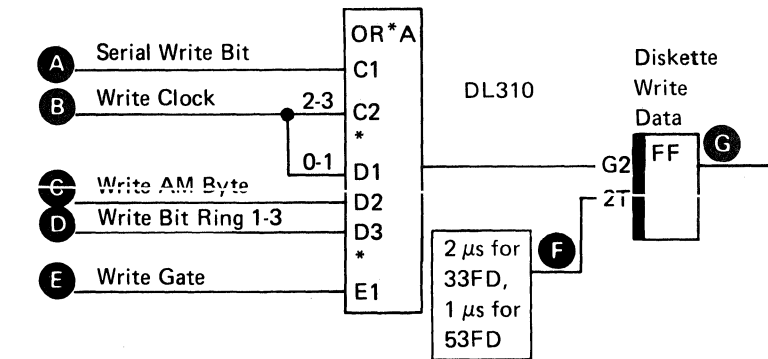 OR*A
A Serial Write Bit C1
B Write Clock 2-3 C2
*
0-1 D1
C Write AM Byte D2
D Write Bit Ring 1-3 D3
*
E Write Gate E1
DL310
Diskette
Write
Data
G2 FF G
2T
F
2 μs for
33FD,
1 μs for
53FD